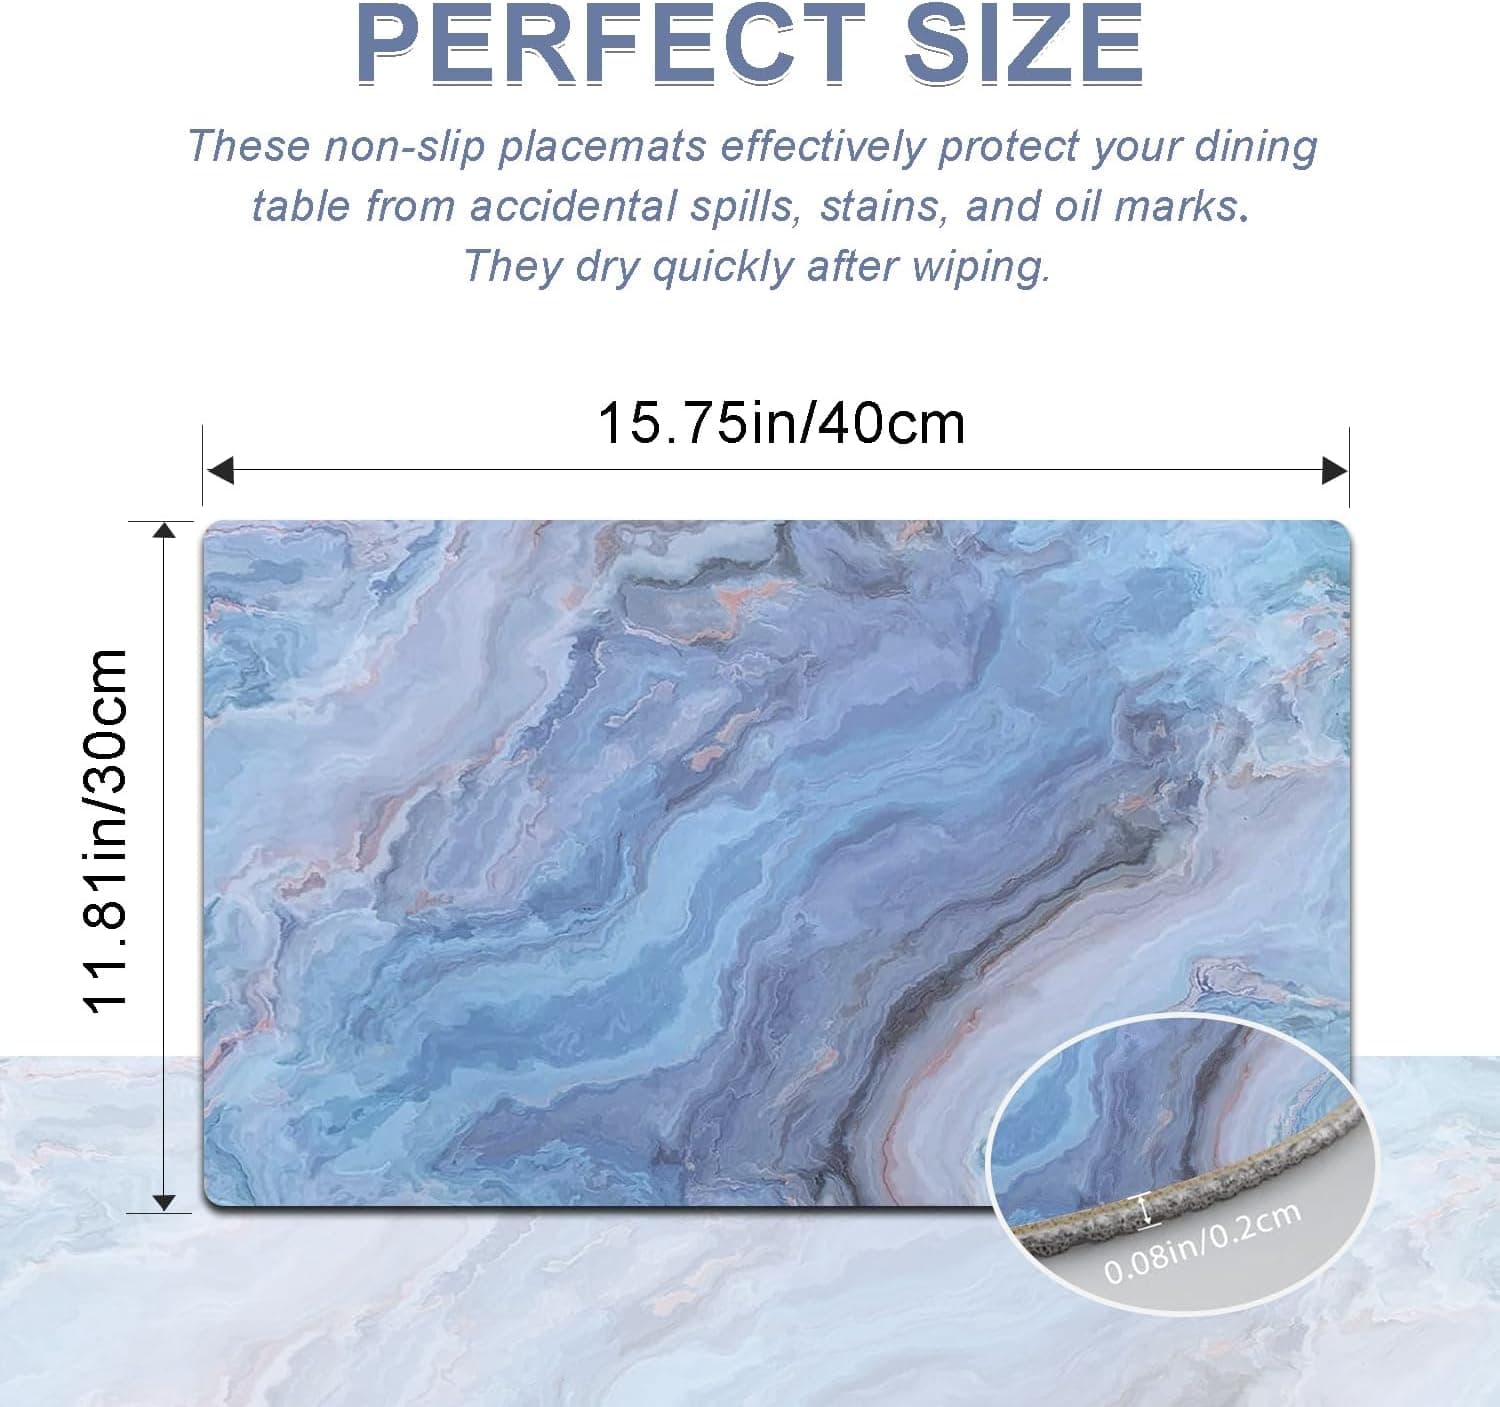 PERFECT SIZE
These non-slip placemats effectively protect your dining
table from accidental spills, stains, and oil marks.
They dry quickly after wiping.
15.75in/40cm
11.81in/30cm
0.08in/0.2cm